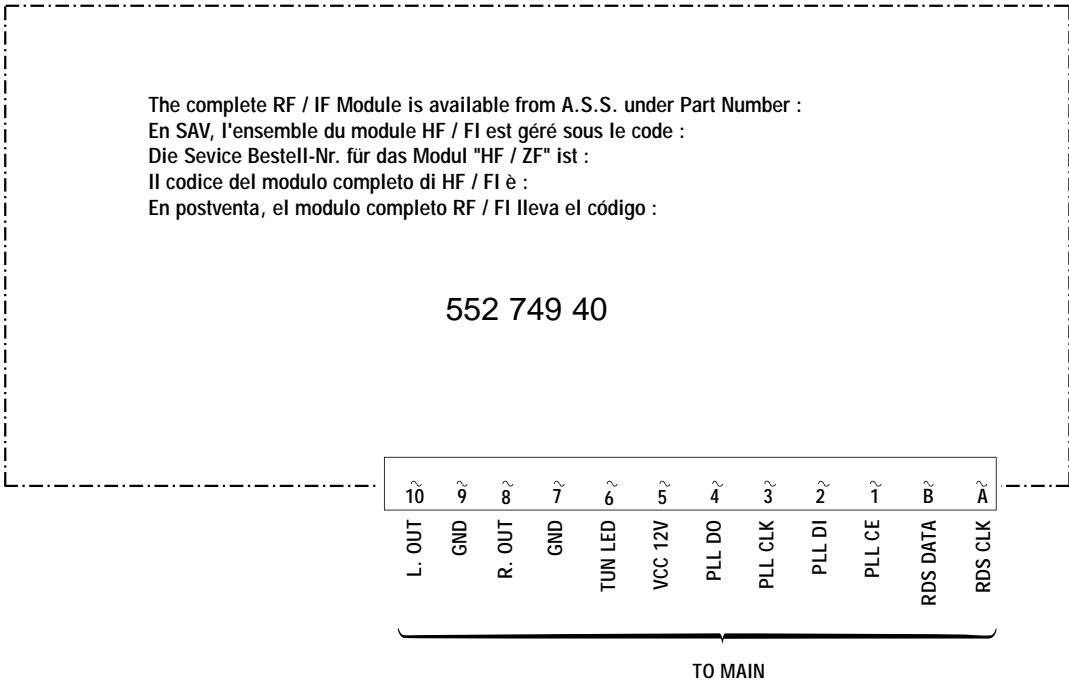 The complete RF / IF Module is available from A.S.S. under Part Number :
En SAV, l'ensemble du module HF / FI est géré sous le code :
Die Sevice Bestell-Nr. für das Modul "HF / ZF" ist :
Il codice del modulo completo di HF / FI è :
En postventa, el modulo completo RF / FI lleva el código :
552 749 40
10 9 8 7 6 5 4 3 2 1 B A
L. OUT
GND
R. OUT
GND
TUN LED
VCC 12V
PLL DO
PLL CLK
PLL DI
PLL CE
RDS DATA
RDS CLK
TO MAIN